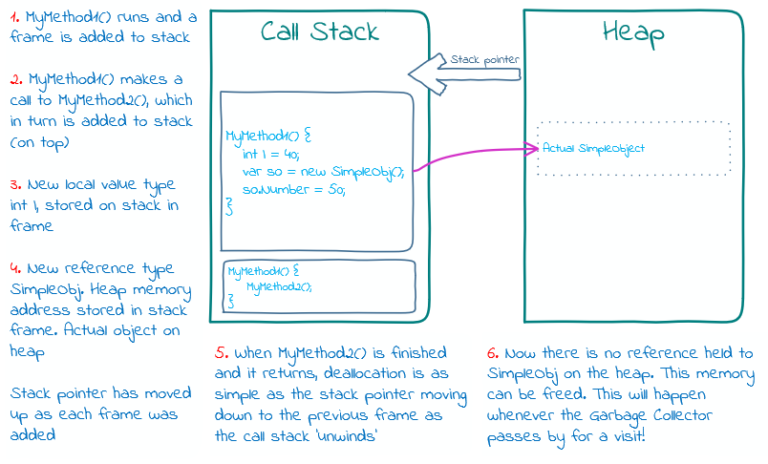 1. MyMethod1() runs and a
frame is added to stack
2. MyMethod1() makes a
call to MyMethod2(), which
in turn is added to stack
(on top)
3. New local value type
int i, stored on stack in
frame
4. New reference type
SimpleObj. Heap memory
address stored in stack
frame. Actual object on
heap
Stack pointer has moved
up as each frame was
added
Call Stack
Stack pointer
MyMethod1() {
int i = 40;
var so = new SimpleObj();
so.Number = 50;
}
MyMethod1() {
MyMethod2();
}
Heap
Actual SimpleObject
5. When MyMethod2() is finished
and it returns, deallocation is as
simple as the stack pointer moving
down to the previous frame as
the call stack 'unwinds'
6. Now there is no reference held to
SimpleObj on the heap. This memory
can be freed. This will happen
whenever the Garbage Collector
passes by for a visit!